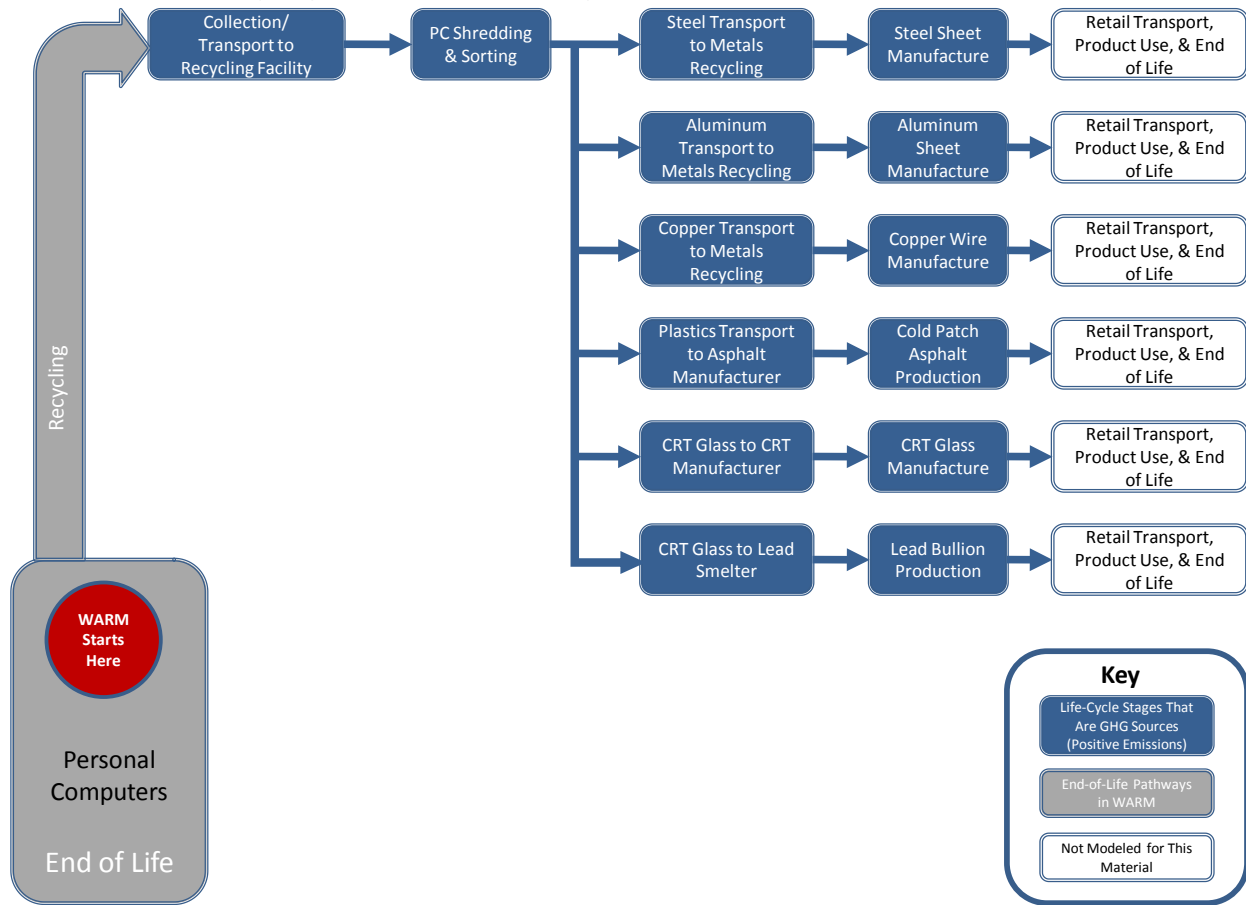 Collection/
Transport to
Recycling Facility
PC Shredding
& Sorting
Steel Transport
to Metals
Recycling
Steel Sheet
Manufacture
Retail Transport,
Product Use, & End
of Life
Aluminum
Transport to
Metals Recycling
Aluminum
Sheet
Manufacture
Retail Transport,
Product Use, & End
of Life
Copper Transport
to Metals
Recycling
Copper Wire
Manufacture
Retail Transport,
Product Use, & End
of Life
Plastics Transport
to Asphalt
Manufacturer
Cold Patch
Asphalt
Production
Retail Transport,
Product Use, & End
of Life
CRT Glass to CRT
Manufacturer
CRT Glass
Manufacture
Retail Transport,
Product Use, & End
of Life
CRT Glass to Lead
Smelter
Lead Bullion
Production
Retail Transport,
Product Use, & End
of Life
Recycling
WARM
Starts
Here
Personal
Computers
End of Life
Key
Life-Cycle Stages That
Are GHG Sources
(Positive Emissions)
End-of-Life Pathways
in WARM
Not Modeled for This
Material